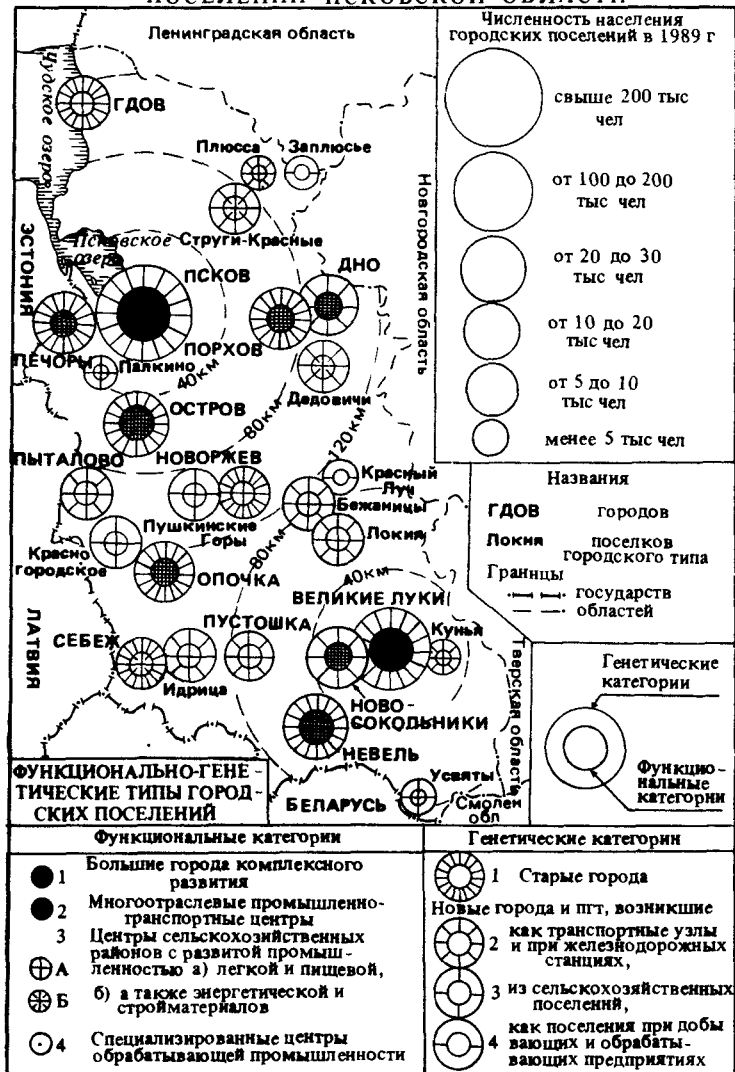 ПОСЕЛЕНИЙ ПСКОВСКОЙ ОБЛАСТИ
Ленинградская область
Чудское озеро
ГДОВ
Плюсса
Заплюсье
Псковское
озеро
Струги-Красные
ЭСТОНИЯ
ПСКОВ
ДНО
Новгородская область
ПЕЧОРЫ
Палкино
ПОРХОВ
40км
Дедовичи
ОСТРОВ
80км
120км
ПЫТАЛОВО
НОВОРЖЕВ
Красный
Луч
Бежаницы
Пушкинские
Горы
Локня
Красно
городское
80км
ОПОЧКА
40км
ВЕЛИКИЕ ЛУКИ
ЛАТВИЯ
ПУСТОШКА
Кунья
СЕБЕЖ
Идрица
НОВО-
СОКОЛЬНИКИ
Тверская область
НЕВЕЛЬ
Усвяты
БЕЛАРУСЬ
Смолен
обл
Численность населения
городских поселений в 1989 г
свыше 200 тыс
чел
от 100 до 200
тыс чел
от 20 до 30
тыс чел
от 10 до 20
тыс чел
от 5 до 10
тыс чел
менее 5 тыс чел
Названия
ГДОВ городов
Локня поселков
городского типа
Границы
государств
областей
Генетические
категории
Функцио-
нальные
категории
ФУНКЦИОНАЛЬНО-ГЕНЕ-
ТИЧЕСКИЕ ТИПЫ ГОРОД-
СКИХ ПОСЕЛЕНИЙ
Функциональные категории
1 Большие города комплексного
развития
2 Многоотраслевые промышленно-
транспортные центры
3 Центры сельскохозяйственных
районов с развитой промыш-
А ленностью а) легкой и пищевой,
Б б) а также энергетической и
стройматериалов
4 Специализированные центры
обрабатывающей промышленности
Генетические категории
1 Старые города
Новые города и пгт, возникшие
2 как транспортные узлы
и при железнодорожных
станциях,
3 из сельскохозяйственных
поселений,
4 как поселения при добы
вающих и обрабаты-
вающих предприятиях